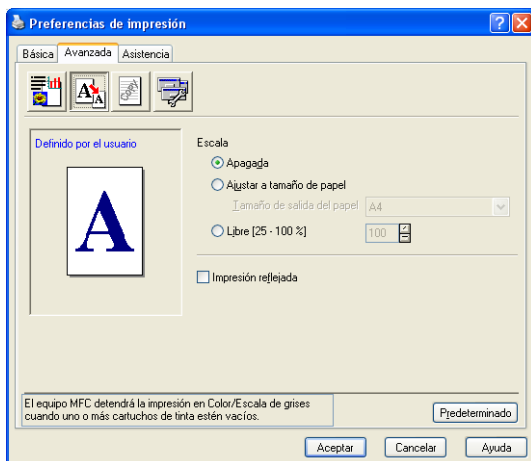 Preferencias de impresión
Básica Avanzada Asistencia
Definido por el usuario
A
Escala
Apagada
Ajustar a tamaño de papel
Tamaño de salida del papel A4
Libre [25 - 100 %] 100
Impresión reflejada
El equipo MFC detendrá la impresión en Color/Escala de grises
cuando uno o más cartuchos de tinta estén vacíos.
Predeterminado
Aceptar Cancelar Ayuda